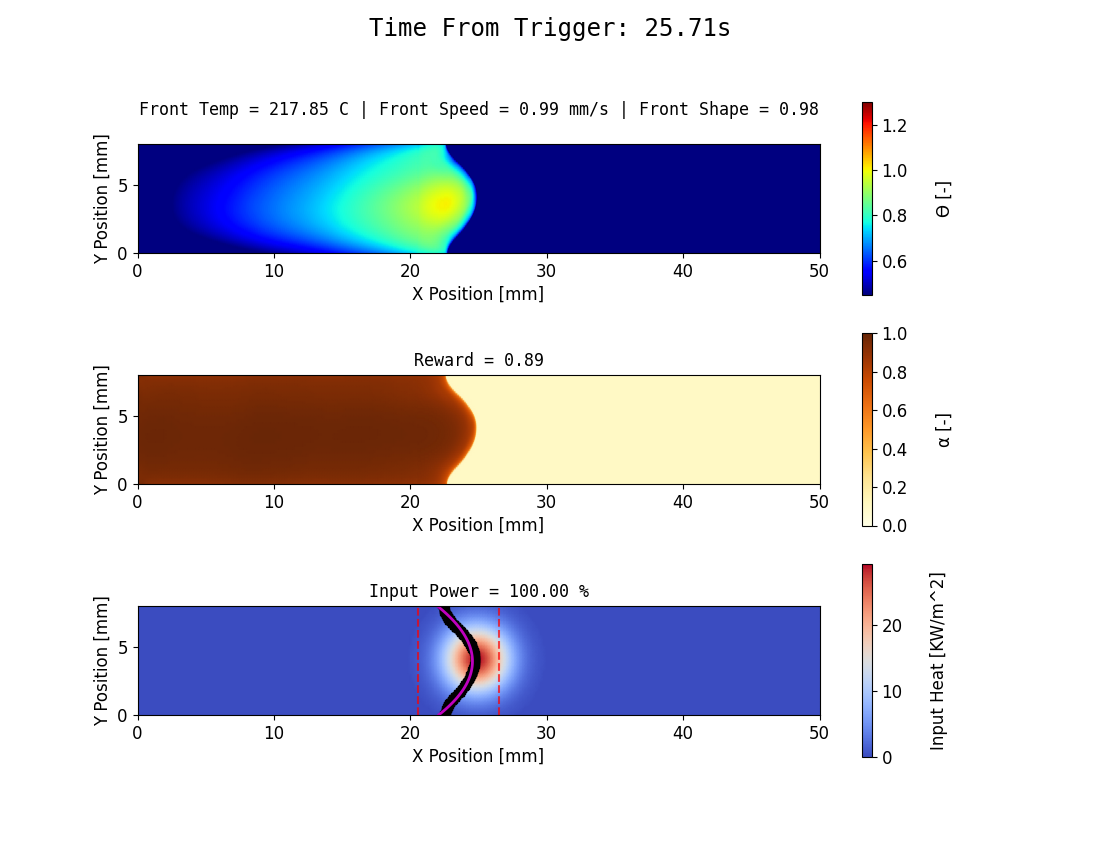 Time From Trigger: 25.71s
Front Temp = 217.85 C | Front Speed = 0.99 mm/s | Front Shape = 0.98
Y Position [mm]
5
0
0 10 20 30 40 50
X Position [mm]
1.2
1.0
0.8
0.6
Θ [-]
Reward = 0.89
Y Position [mm]
5
0
0 10 20 30 40 50
X Position [mm]
1.0
0.8
0.6
0.4
0.2
0.0
α [-]
Input Power = 100.00 %
Y Position [mm]
5
0
0 10 20 30 40 50
X Position [mm]
20
10
0
Input Heat [KW/m^2]